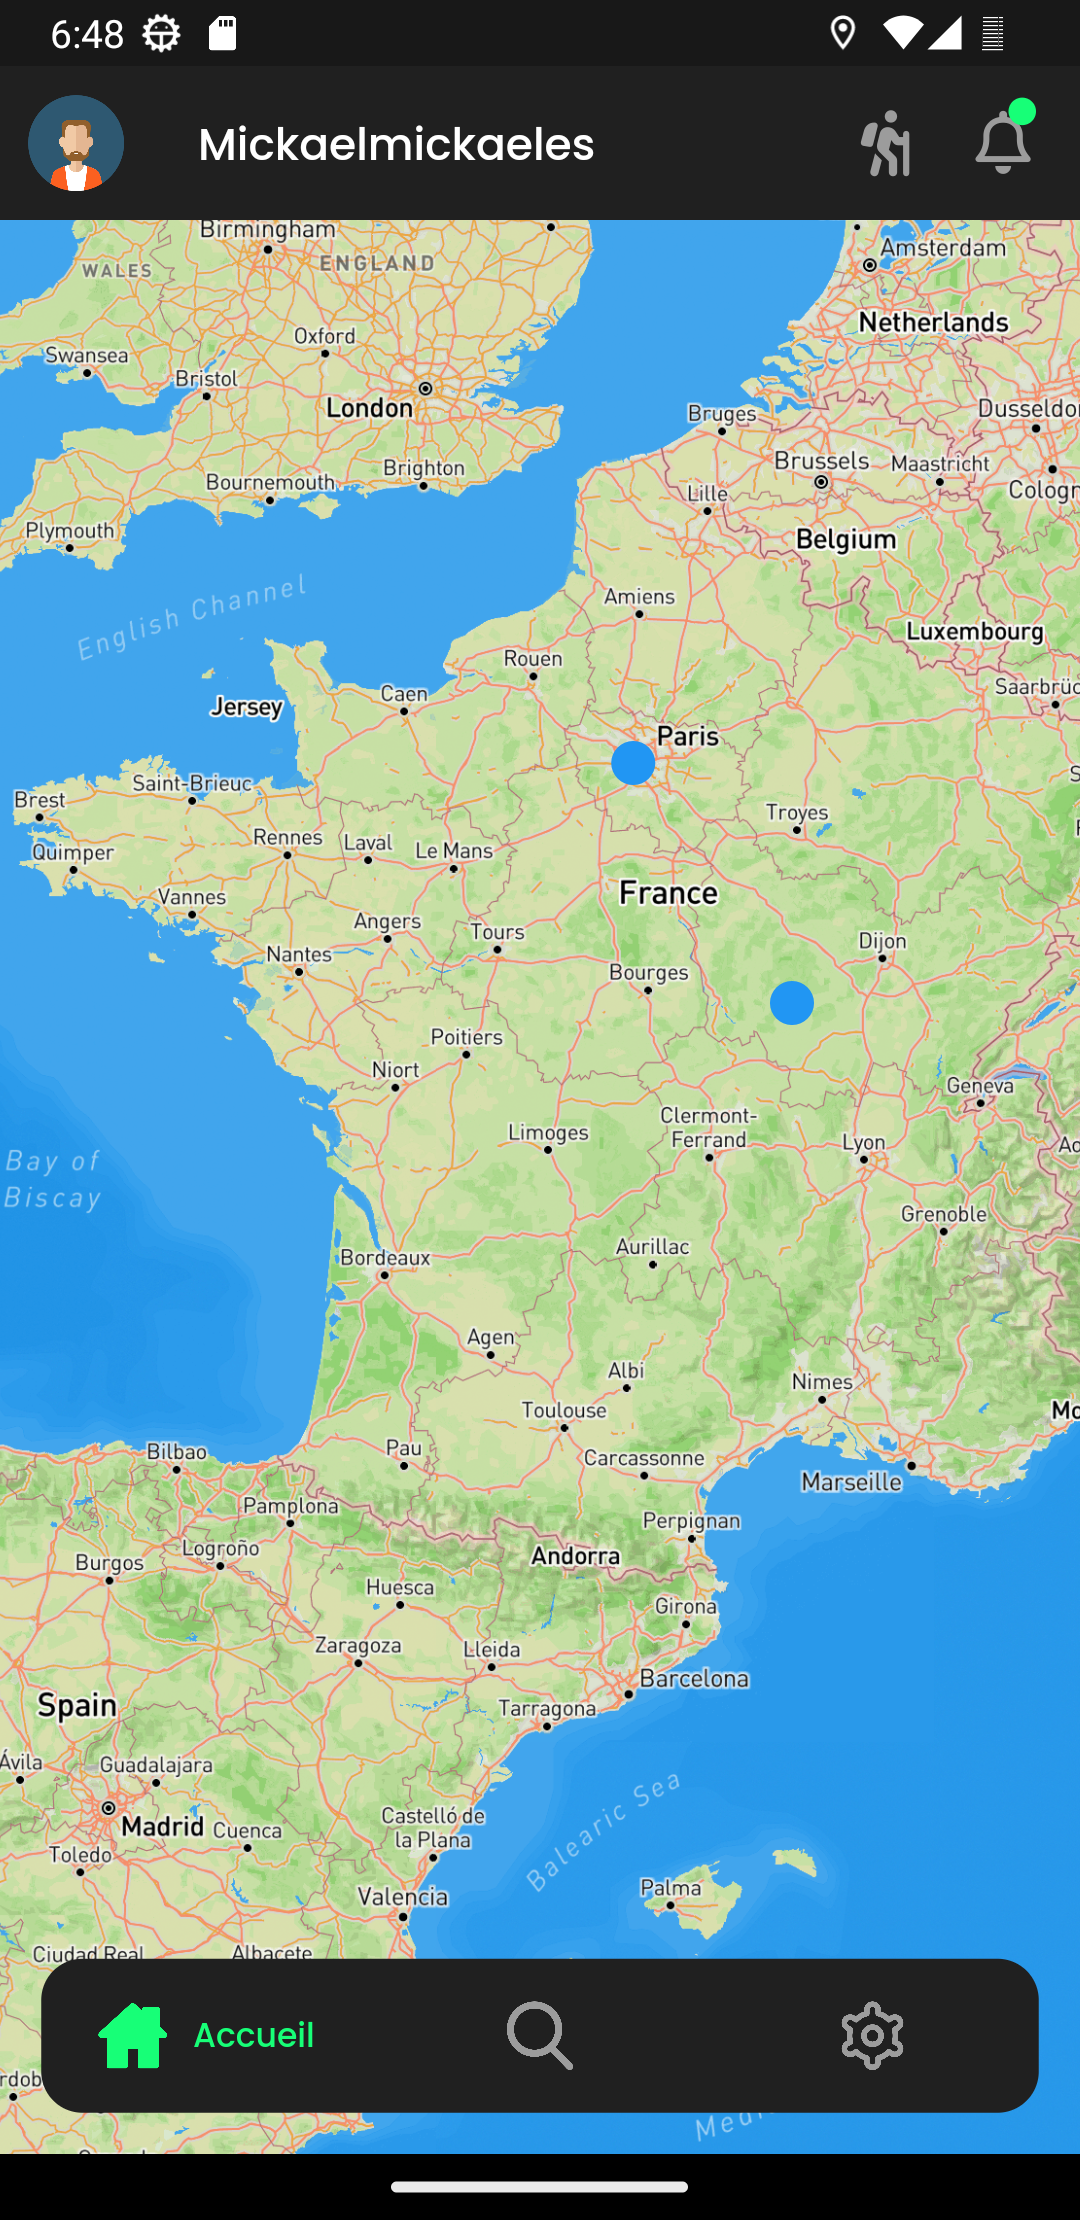 6:48
Mickaelmickaeles
Birmingham
WALES
ENGLAND
Amsterdam
Netherlands
Oxford
Swansea
Bristol
London
Bruges
Brussels
Maastricht
Brighton
Bournemouth
Lille
Plymouth
Belgium
English Channel
Amiens
Luxembourg
Rouen
Caen
Jersey
Paris
Saint-Brieuc
Brest
Troyes
Rennes
Laval
Le Mans
Quimper
France
Vannes
Angers
Tours
Dijon
Nantes
Bourges
Poitiers
Niort
Geneva
Clermont-
Ferrand
Limoges
Lyon
Bay of
Biscay
Grenoble
Aurillac
Bordeaux
Agen
Albi
Nimes
Toulouse
Pau
Bilbao
Carcassonne
Marseille
Pamplona
Perpignan
Logroño
Andorra
Burgos
Huesca
Girona
Zaragoza
Lleida
Barcelona
Spain
Tarragona
Ávila
Guadalajara
Balearic Sea
Castelló de
la Plana
Madrid
Cuenca
Toledo
Palma
Valencia
Ciudad Real
Albacete
Accueil